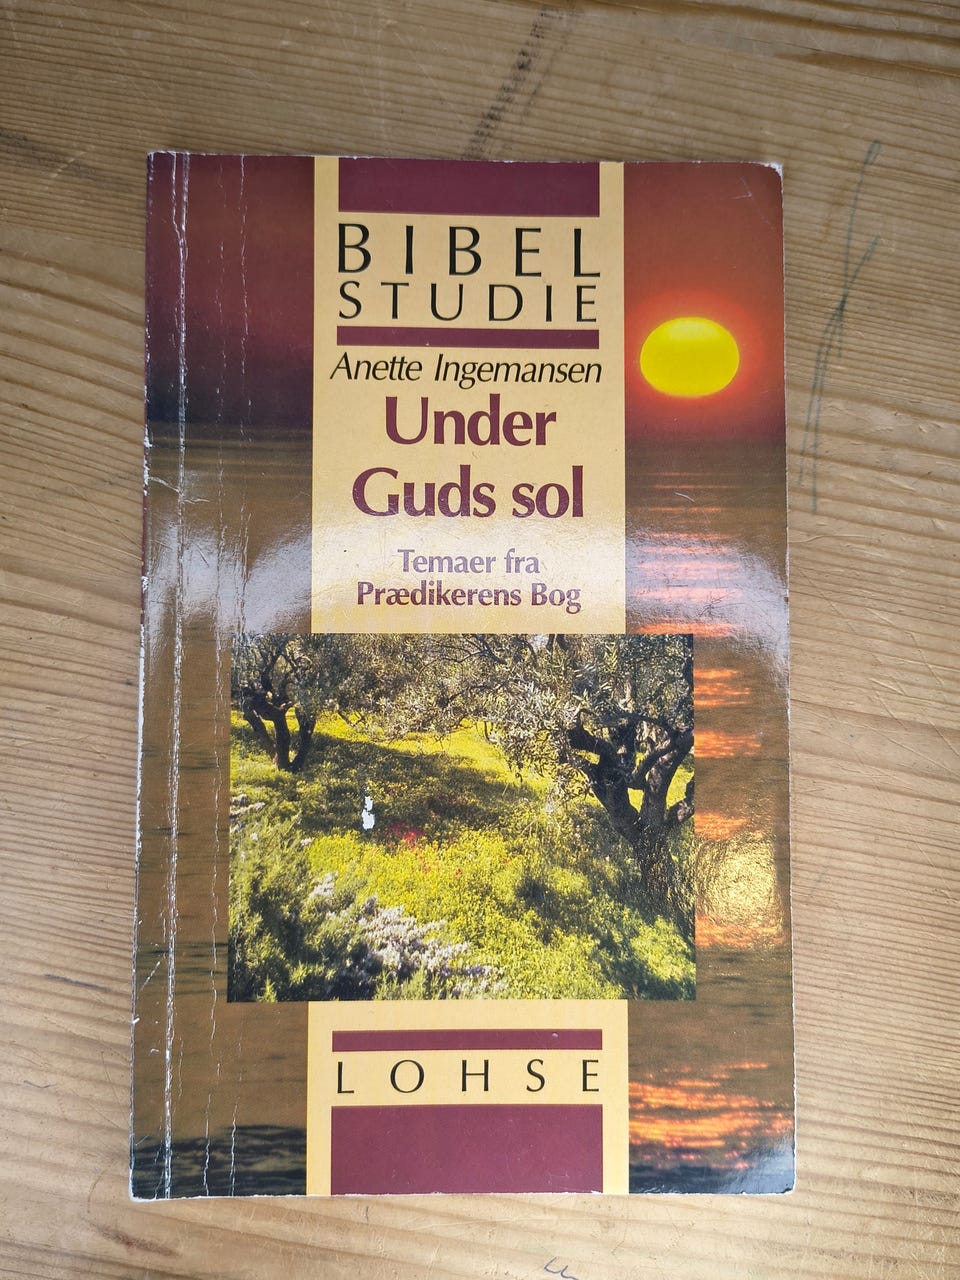 BIBEL
STUDIE
Anette Ingemansen
Under
Guds sol
Temaer fra
Prædikerens Bog
LOHSE